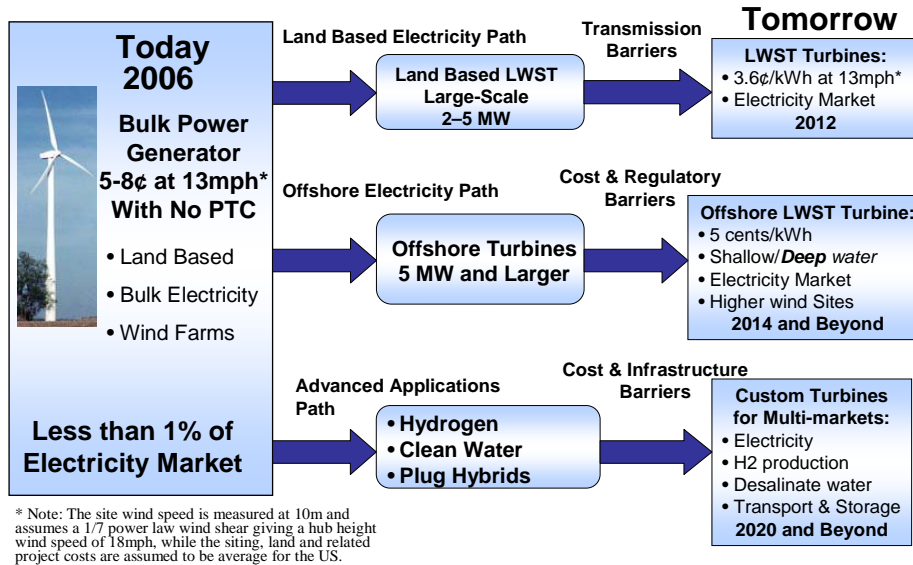 Today
2006
Bulk Power
Generator
5-8¢ at 13mph*
With No PTC
• Land Based
• Bulk Electricity
• Wind Farms
Less than 1% of
Electricity Market
Land Based Electricity Path
Land Based LWST
Large-Scale
2–5 MW
Transmission
Barriers
Tomorrow
LWST Turbines:
• 3.6¢/kWh at 13mph*
• Electricity Market
2012
Offshore Electricity Path
Offshore Turbines
5 MW and Larger
Cost & Regulatory
Barriers
Offshore LWST Turbine:
• 5 cents/kWh
• Shallow/Deep water
• Electricity Market
• Higher wind Sites
2014 and Beyond
Advanced Applications
Path
• Hydrogen
• Clean Water
• Plug Hybrids
Cost & Infrastructure
Barriers
Custom Turbines
for Multi-markets:
• Electricity
• H2 production
• Desalinate water
• Transport & Storage
2020 and Beyond
* Note: The site wind speed is measured at 10m and
assumes a 1/7 power law wind shear giving a hub height
wind speed of 18mph, while the siting, land and related
project costs are assumed to be average for the US.